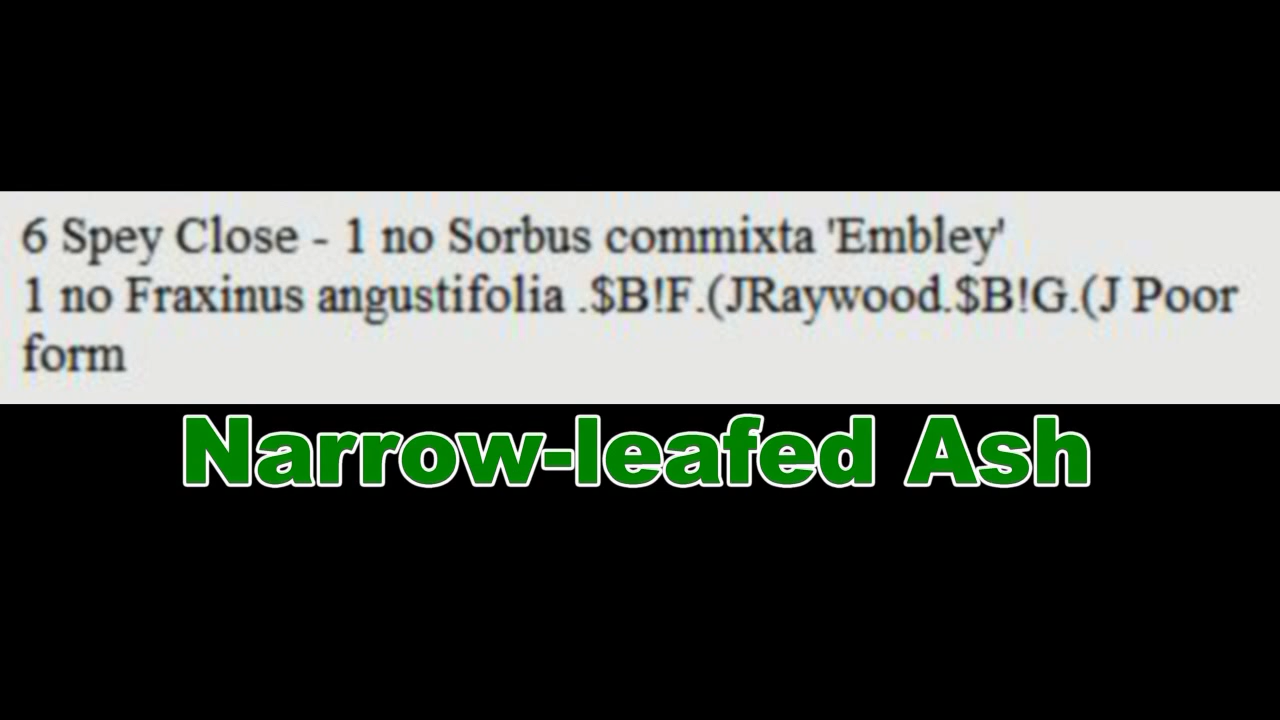 6 Spey Close - 1 no Sorbus commixta 'Embley'
1 no Fraxinus angustifolia .$B!F.(JRaywood.$B!G.(J Poor
form
Narrow-leafed Ash